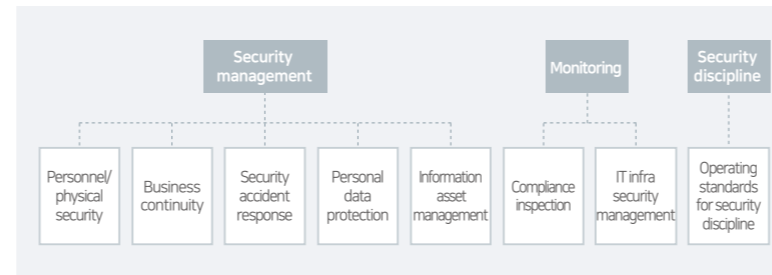 Security
management
Monitoring
Security
discipline
Personnel/
physical
security
Business
continuity
Security
accident
response
Personal
data
protection
Information
asset
management
Compliance
inspection
IT infra
security
management
Operating
standards
for security
discipline